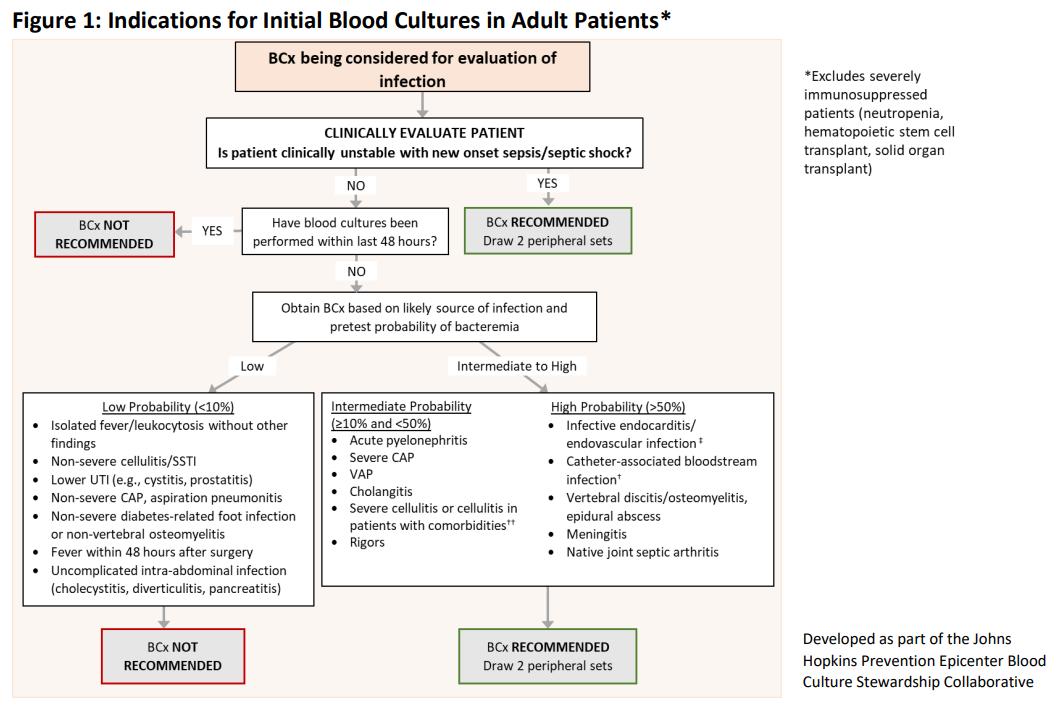 Figure 1: Indications for Initial Blood Cultures in Adult Patients*
BCx being considered for evaluation of
infection
*Excludes severely
immunosuppressed
patients (neutropenia,
hematopoietic stem cell
transplant, solid organ
transplant)
CLINICALLY EVALUATE PATIENT
Is patient clinically unstable with new onset sepsis/septic shock?
NO
YES
BCx NOT
RECOMMENDED
YES
Have blood cultures been
performed within last 48 hours?
BCx RECOMMENDED
Draw 2 peripheral sets
NO
Obtain BCx based on likely source of infection and
pretest probability of bacteremia
Low
Intermediate to High
Low Probability (<10%)
• Isolated fever/leukocytosis without other
findings
• Non-severe cellulitis/SSTI
• Lower UTI (e.g., cystitis, prostatitis)
• Non-severe CAP, aspiration pneumonitis
• Non-severe diabetes-related foot infection
or non-vertebral osteomyelitis
• Fever within 48 hours after surgery
• Uncomplicated intra-abdominal infection
(cholecystitis, diverticulitis, pancreatitis)
Intermediate Probability
(≥10% and <50%)
• Acute pyelonephritis
• Severe CAP
• VAP
• Cholangitis
• Severe cellulitis or cellulitis in
patients with comorbidities††
• Rigors
High Probability (>50%)
• Infective endocarditis/
endovascular infection‡
• Catheter-associated bloodstream
infection†
• Vertebral discitis/osteomyelitis,
epidural abscess
• Meningitis
• Native joint septic arthritis
BCx NOT
RECOMMENDED
BCx RECOMMENDED
Draw 2 peripheral sets
Developed as part of the Johns
Hopkins Prevention Epicenter Blood
Culture Stewardship Collaborative